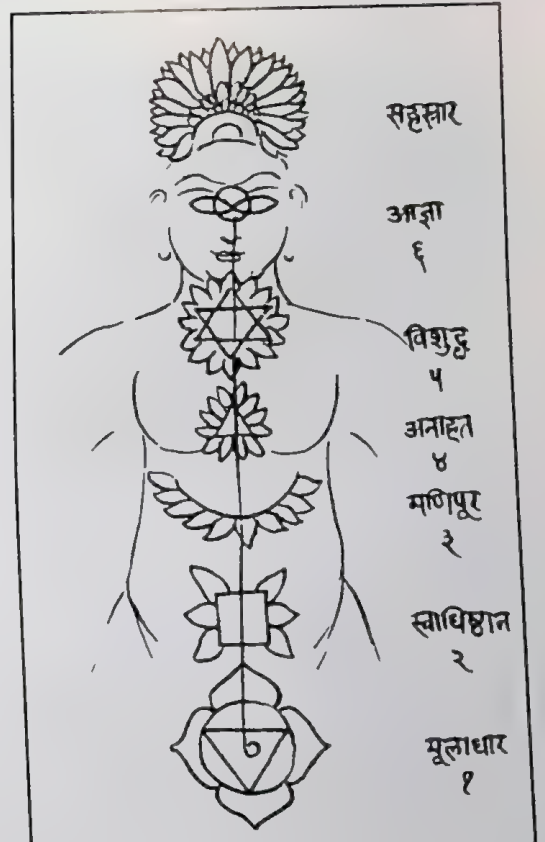 सहस्रार
आज्ञा
६
विशुद्ध
५
अनाहत
४
मणिपूर
३
स्वाधिष्ठान
२
मूलाधार
१